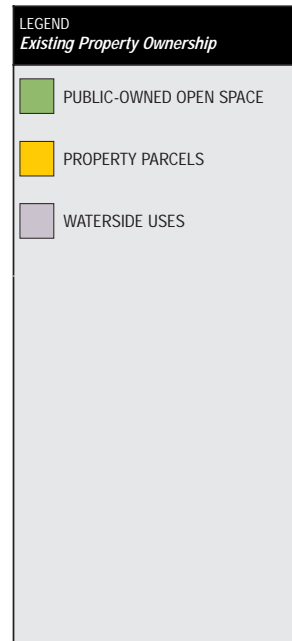 LEGEND
Existing Property Ownership
PUBLIC-OWNED OPEN SPACE
PROPERTY PARCELS
WATERSIDE USES